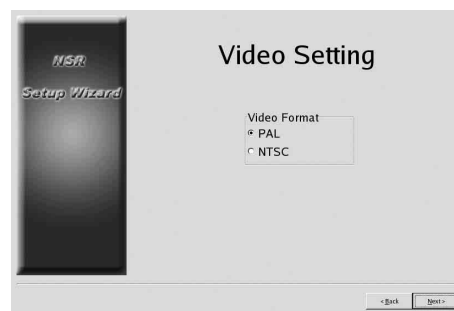 NSR
Setup Wizard
Video Setting
Video Format
PAL
NTSC
< Back
Next >